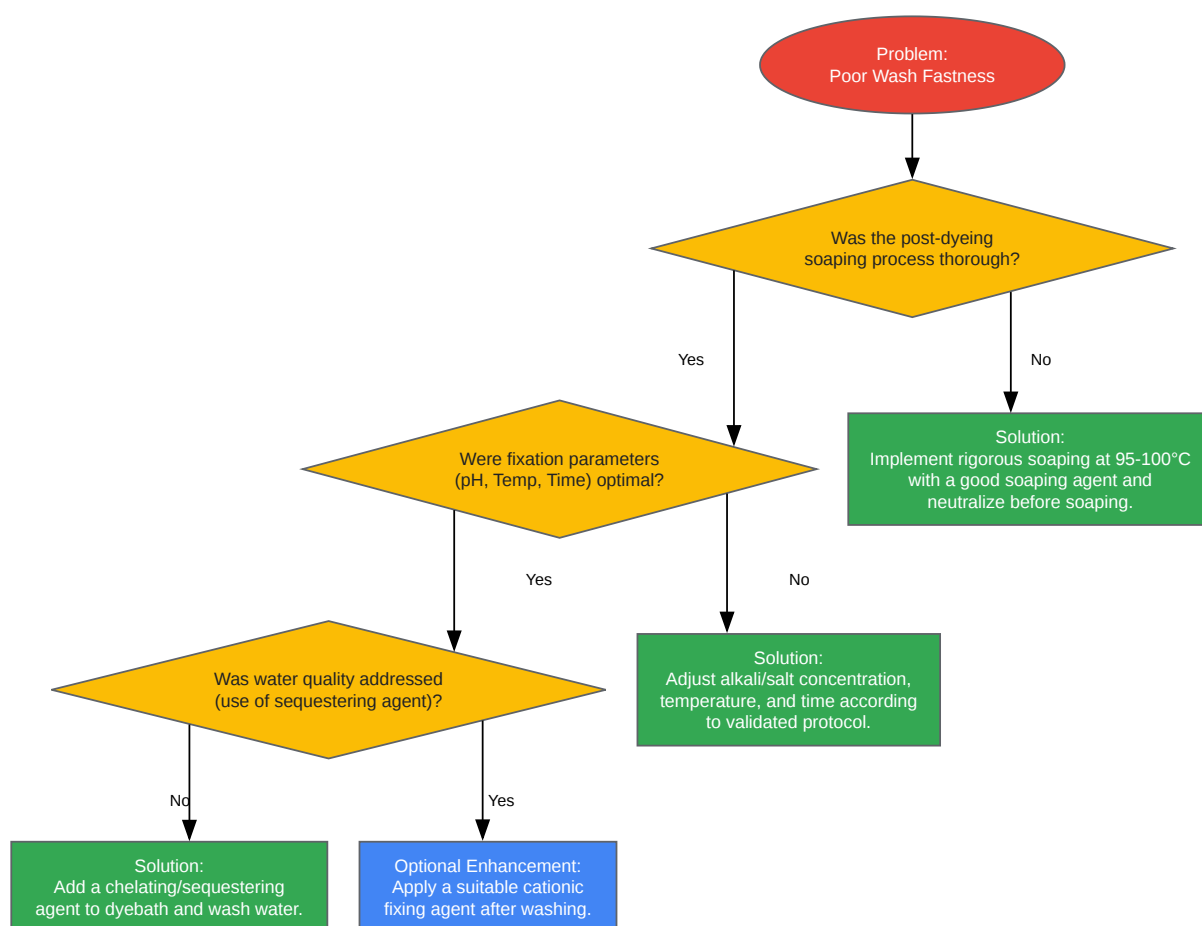 Problem:
Poor Wash Fastness
Was the post-dyeing
soaping process thorough?
Yes
No
Solution:
Implement rigorous soaping at 95-100°C
with a good soaping agent and
neutralize before soaping.
Were fixation parameters
(pH, Temp, Time) optimal?
Yes
No
Solution:
Adjust alkali/salt concentration,
temperature, and time according
to validated protocol.
Was water quality addressed
(use of sequestering agent)?
No
Yes
Solution:
Add a chelating/sequestering
agent to dyebath and wash water.
Optional Enhancement:
Apply a suitable cationic
fixing agent after washing.